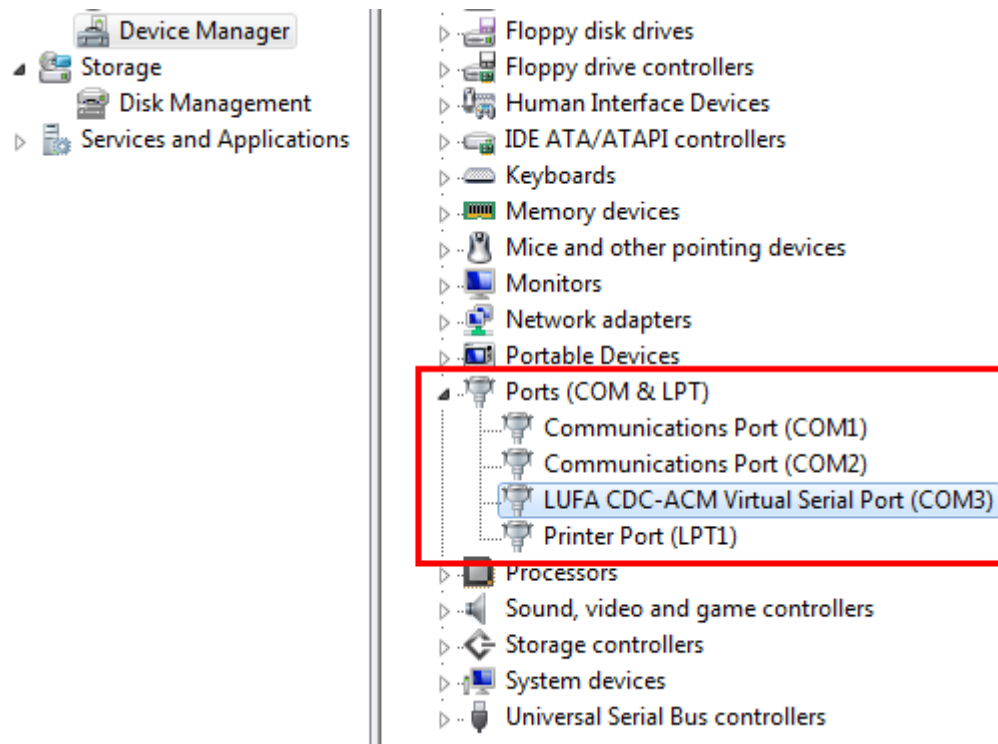 Device Manager
Storage
Disk Management
Services and Applications
Floppy disk drives
Floppy drive controllers
Human Interface Devices
IDE ATA/ATAPI controllers
Keyboards
Memory devices
Mice and other pointing devices
Monitors
Network adapters
Portable Devices
Ports (COM & LPT)
Communications Port (COM1)
Communications Port (COM2)
LUFA CDC-ACM Virtual Serial Port (COM3)
Printer Port (LPT1)
Processors
Sound, video and game controllers
Storage controllers
System devices
Universal Serial Bus controllers